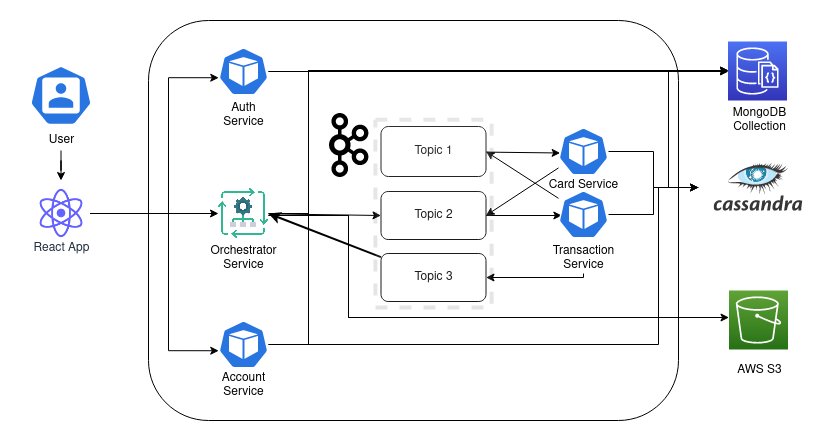 User
React App
Auth
Service
Orchestrator
Service
Account
Service
Topic 1
Topic 2
Topic 3
Card Service
Transaction
Service
MongoDB
Collection
cassandra
AWS S3